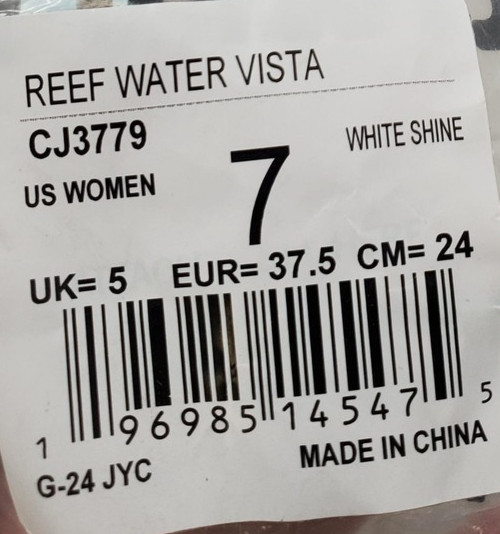 REEF WATER VISTA
CJ3779
WHITE SHINE
US WOMEN
7
UK= 5 EUR= 37.5 CM= 24
1 96985 14547 5
G-24 JYC
MADE IN CHINA